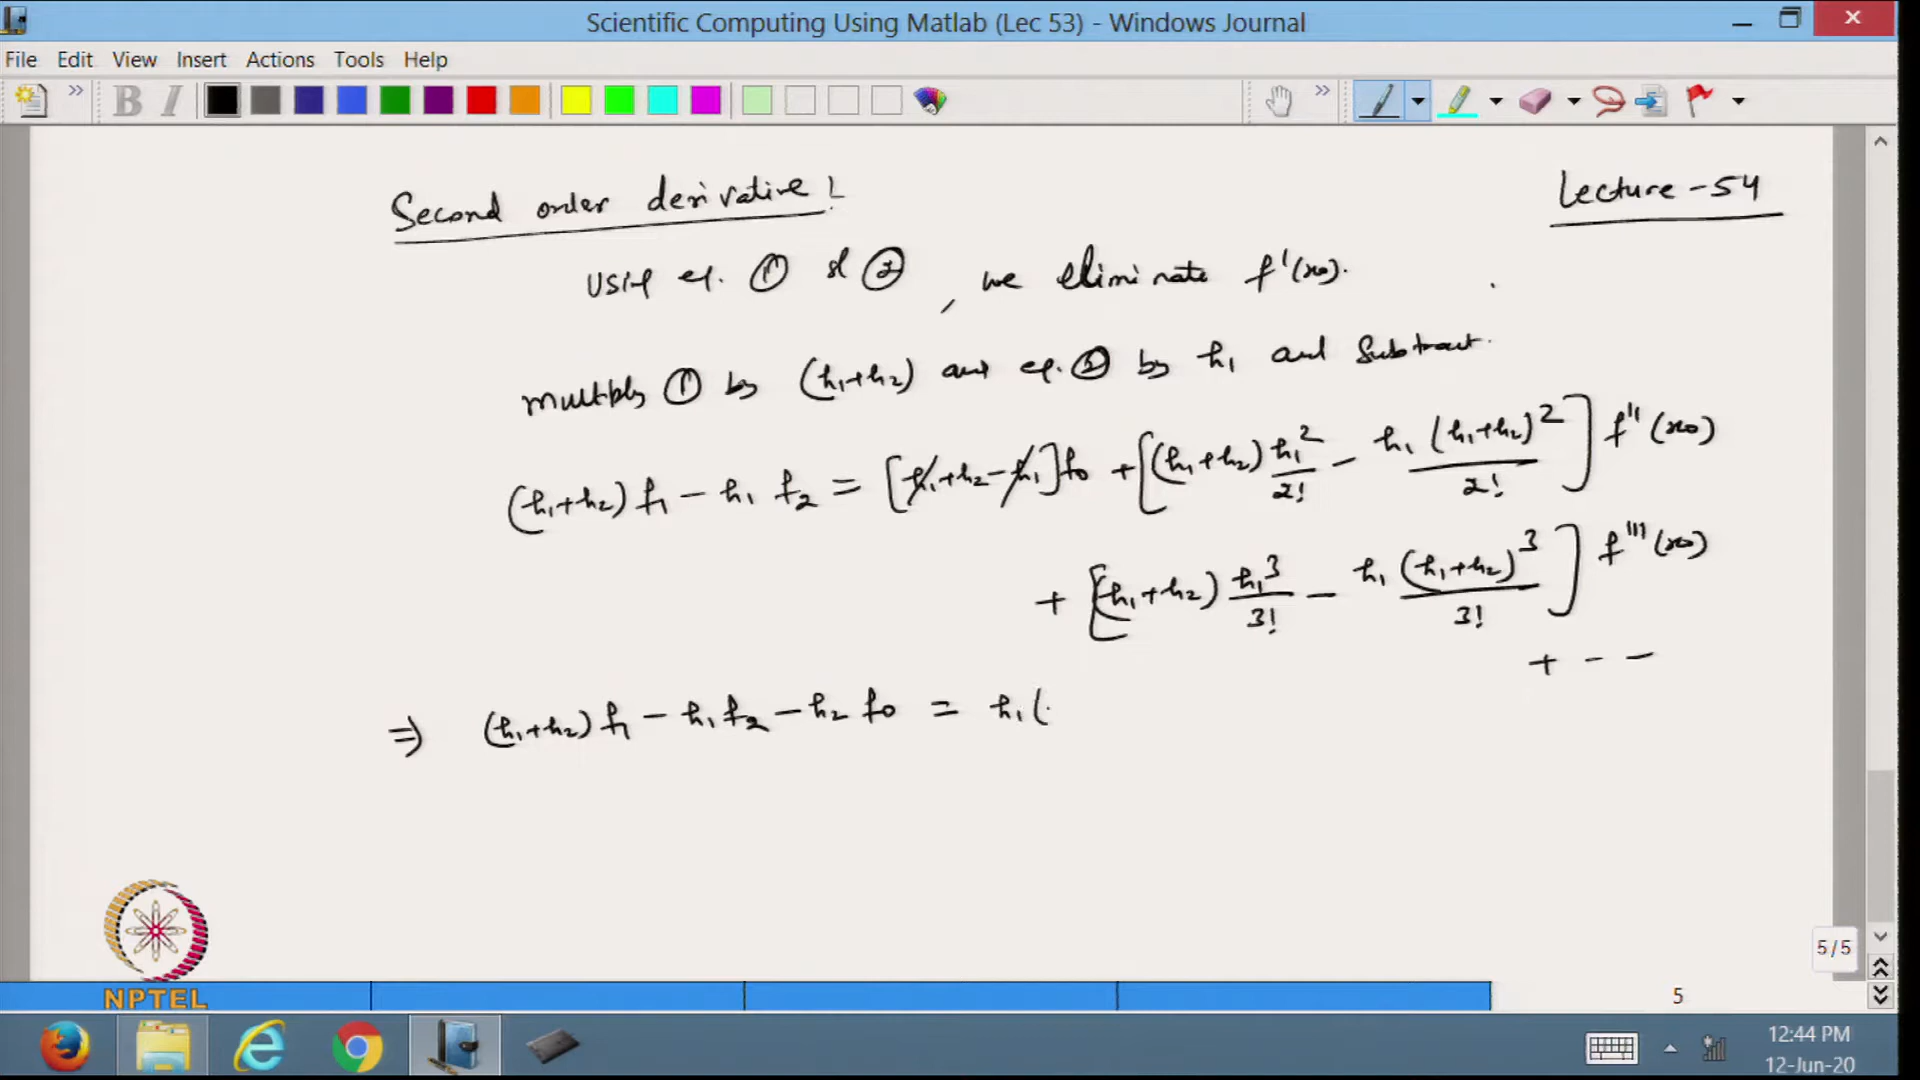 Scientific Computing Using Matlab (Lec 53) - Windows Journal
File Edit View Insert Actions Tools Help
B I
Second order derivative :
Lecture - 54
Using eq. ① & ②, we eliminate f'(x₀).
multiply ① by (h₁+h₂) and eq. ② by h₁ and Subtract.
(h₁+h₂) f₁ - h₁ f₂ = [h₁+h₂-h₁]f₀ + [(h₁+h₂) h₁²/2! - h₁ (h₁+h₂)²/2!] f''(x₀)
+ [(h₁+h₂) h₁³/3! - h₁ (h₁+h₂)³/3!] f'''(x₀)
+ - -
⇒ (h₁+h₂) f₁ - h₁ f₂ - h₂ f₀ = h₁(
5/5
NPTEL
5
12:44 PM
12-Jun-20